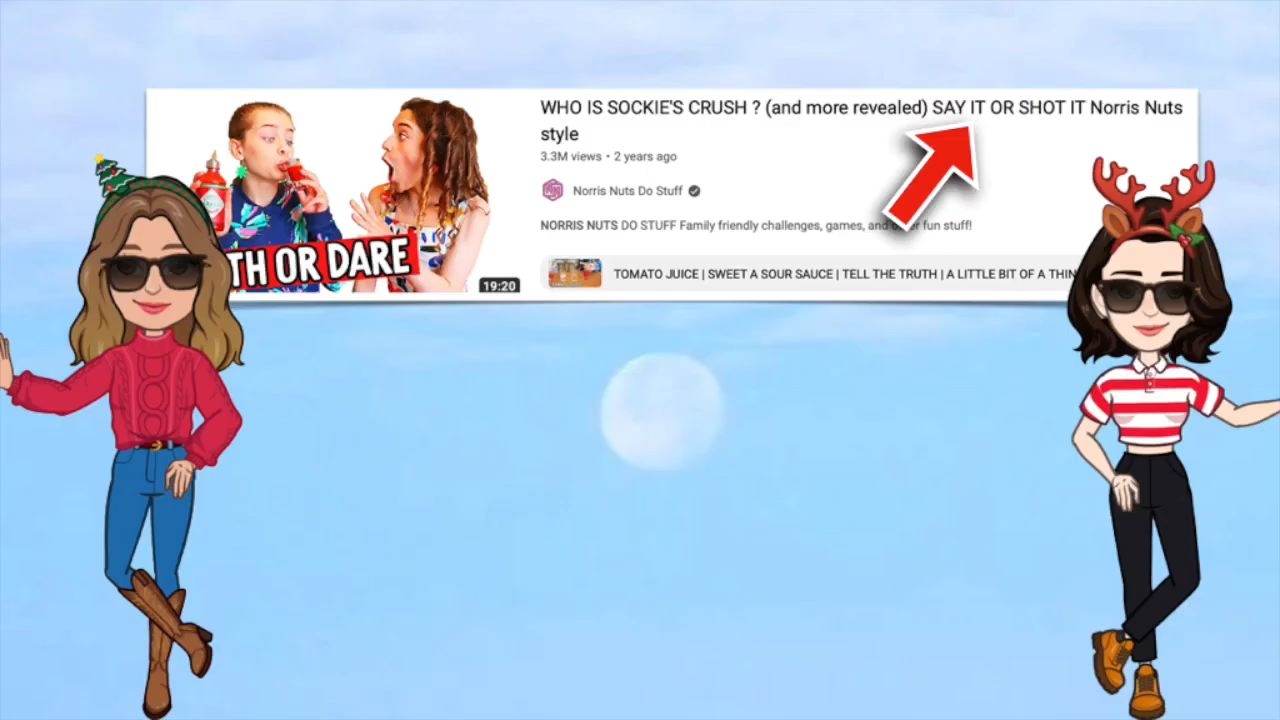 WHO IS SOCKIE'S CRUSH ? (and more revealed) SAY IT OR SHOT IT Norris Nuts
style
3.3M views • 2 years ago
Norris Nuts Do Stuff
NORRIS NUTS DO STUFF Family friendly challenges, games, and other fun stuff!
TH OR DARE
19:20
TOMATO JUICE | SWEET A SOUR SAUCE | TELL THE TRUTH | A LITTLE BIT OF A THIN